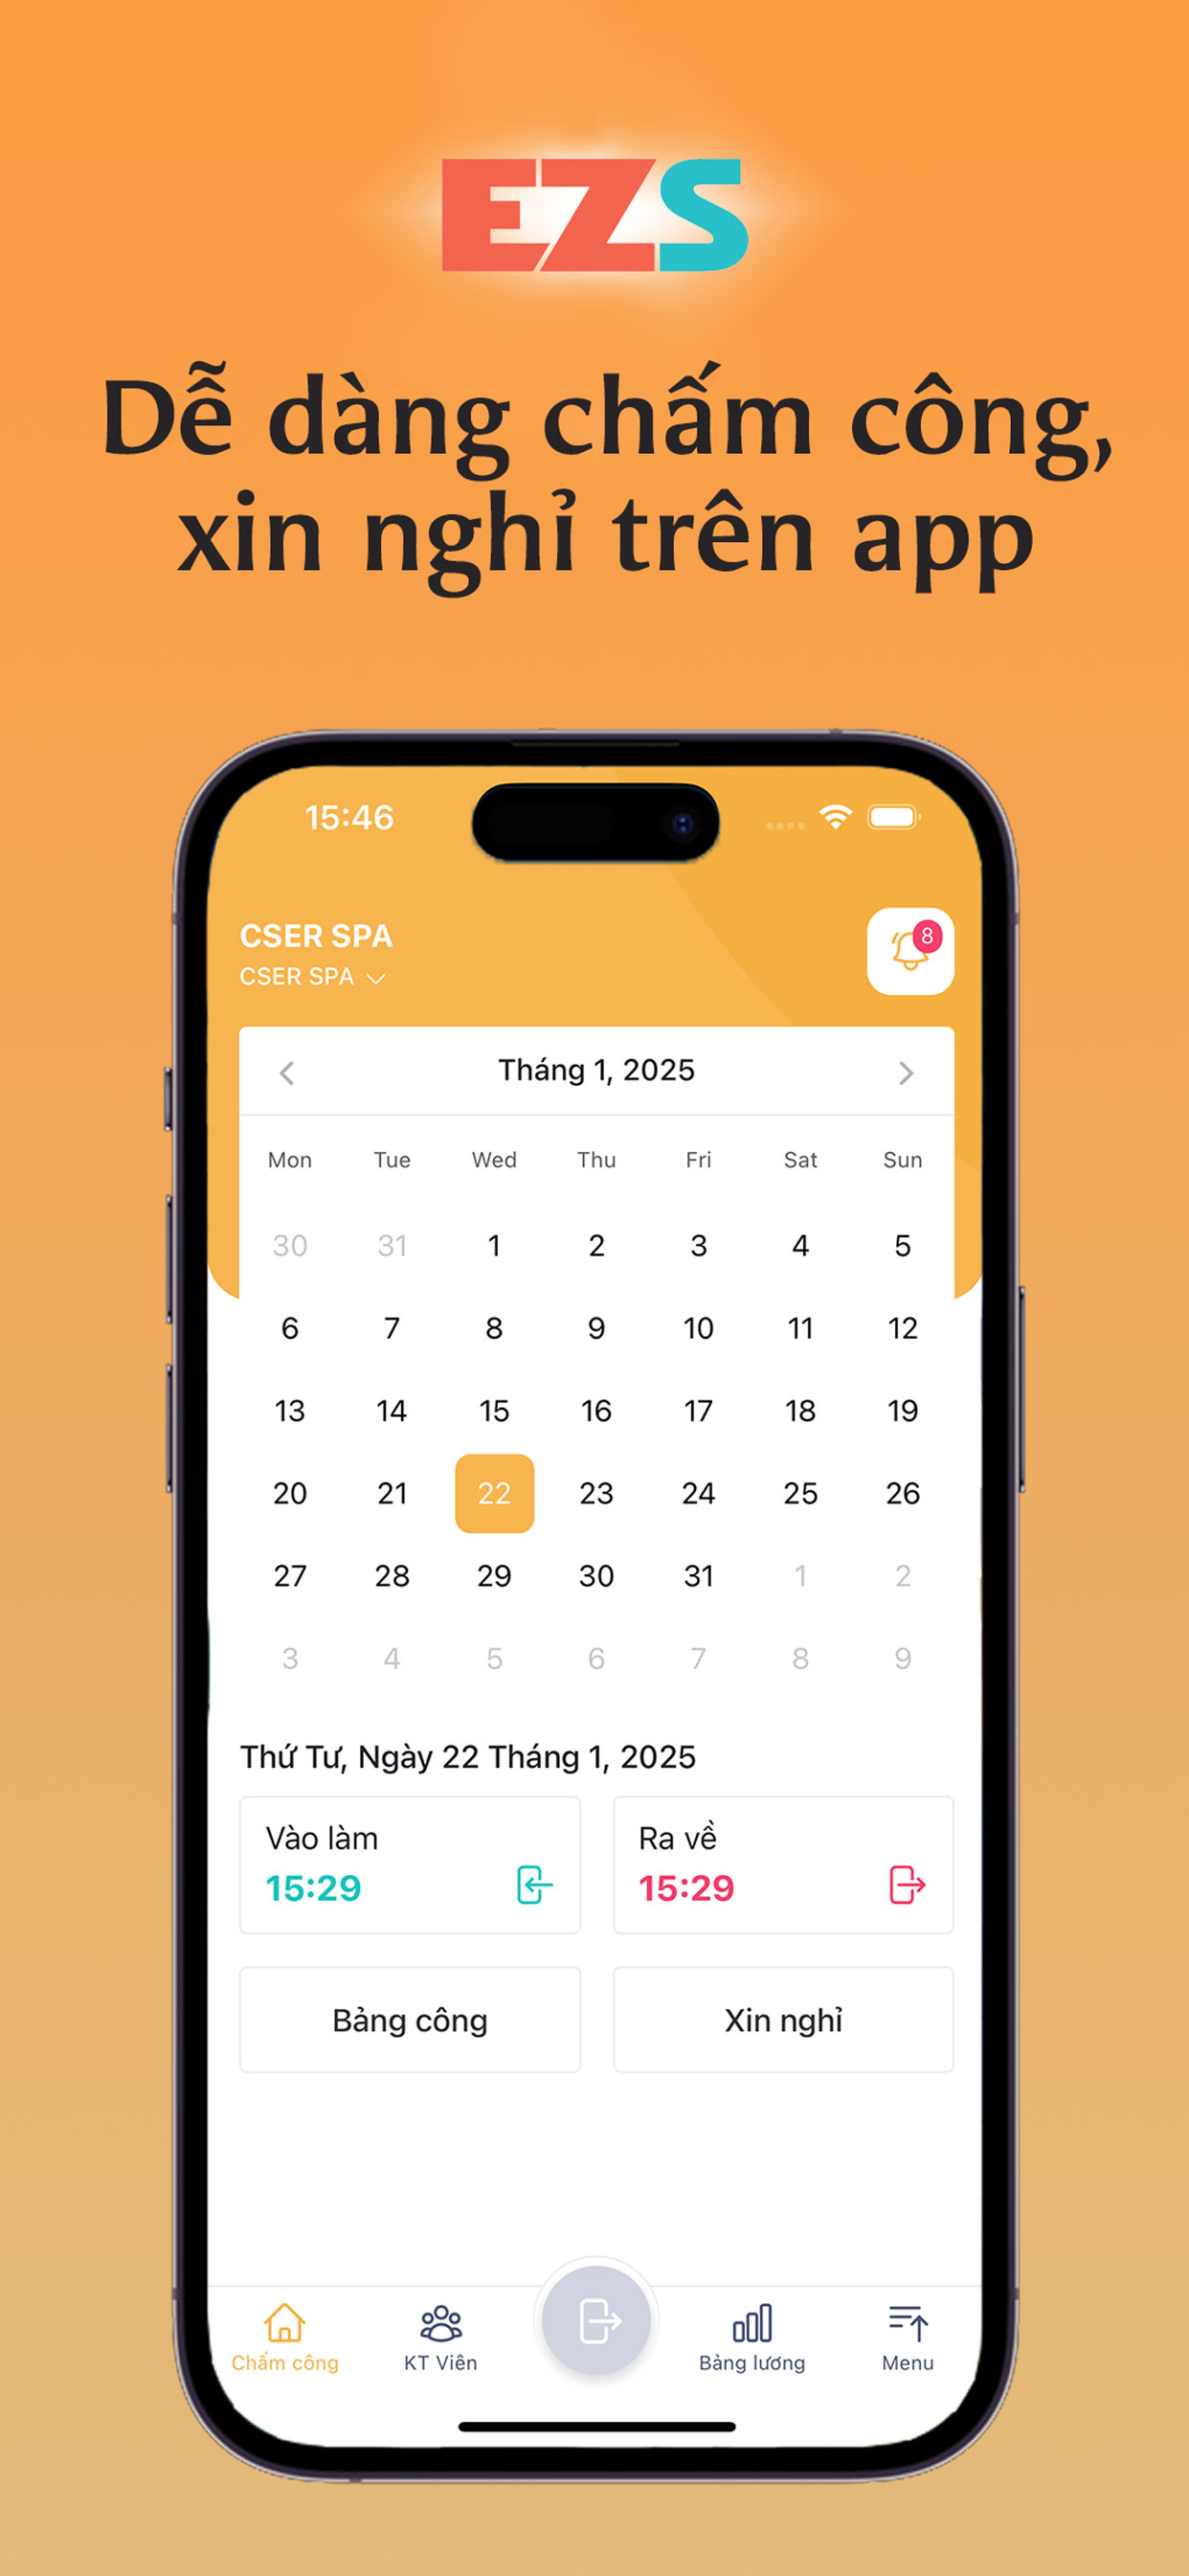 EZS
Dễ dàng chấm công,
xin nghỉ trên app
15:46
CSER SPA
8
CSER SPA
Tháng 1, 2025
Mon Tue Wed Thu Fri Sat Sun
30 31 1 2 3 4 5
6 7 8 9 10 11 12
13 14 15 16 17 18 19
20 21 22 23 24 25 26
27 28 29 30 31 1 2
3 4 5 6 7 8 9
Thứ Tư, Ngày 22 Tháng 1, 2025
Vào làm Ra về
15:29 15:29
Bảng công Xin nghỉ
Chấm công KT Viên Bảng lương Menu